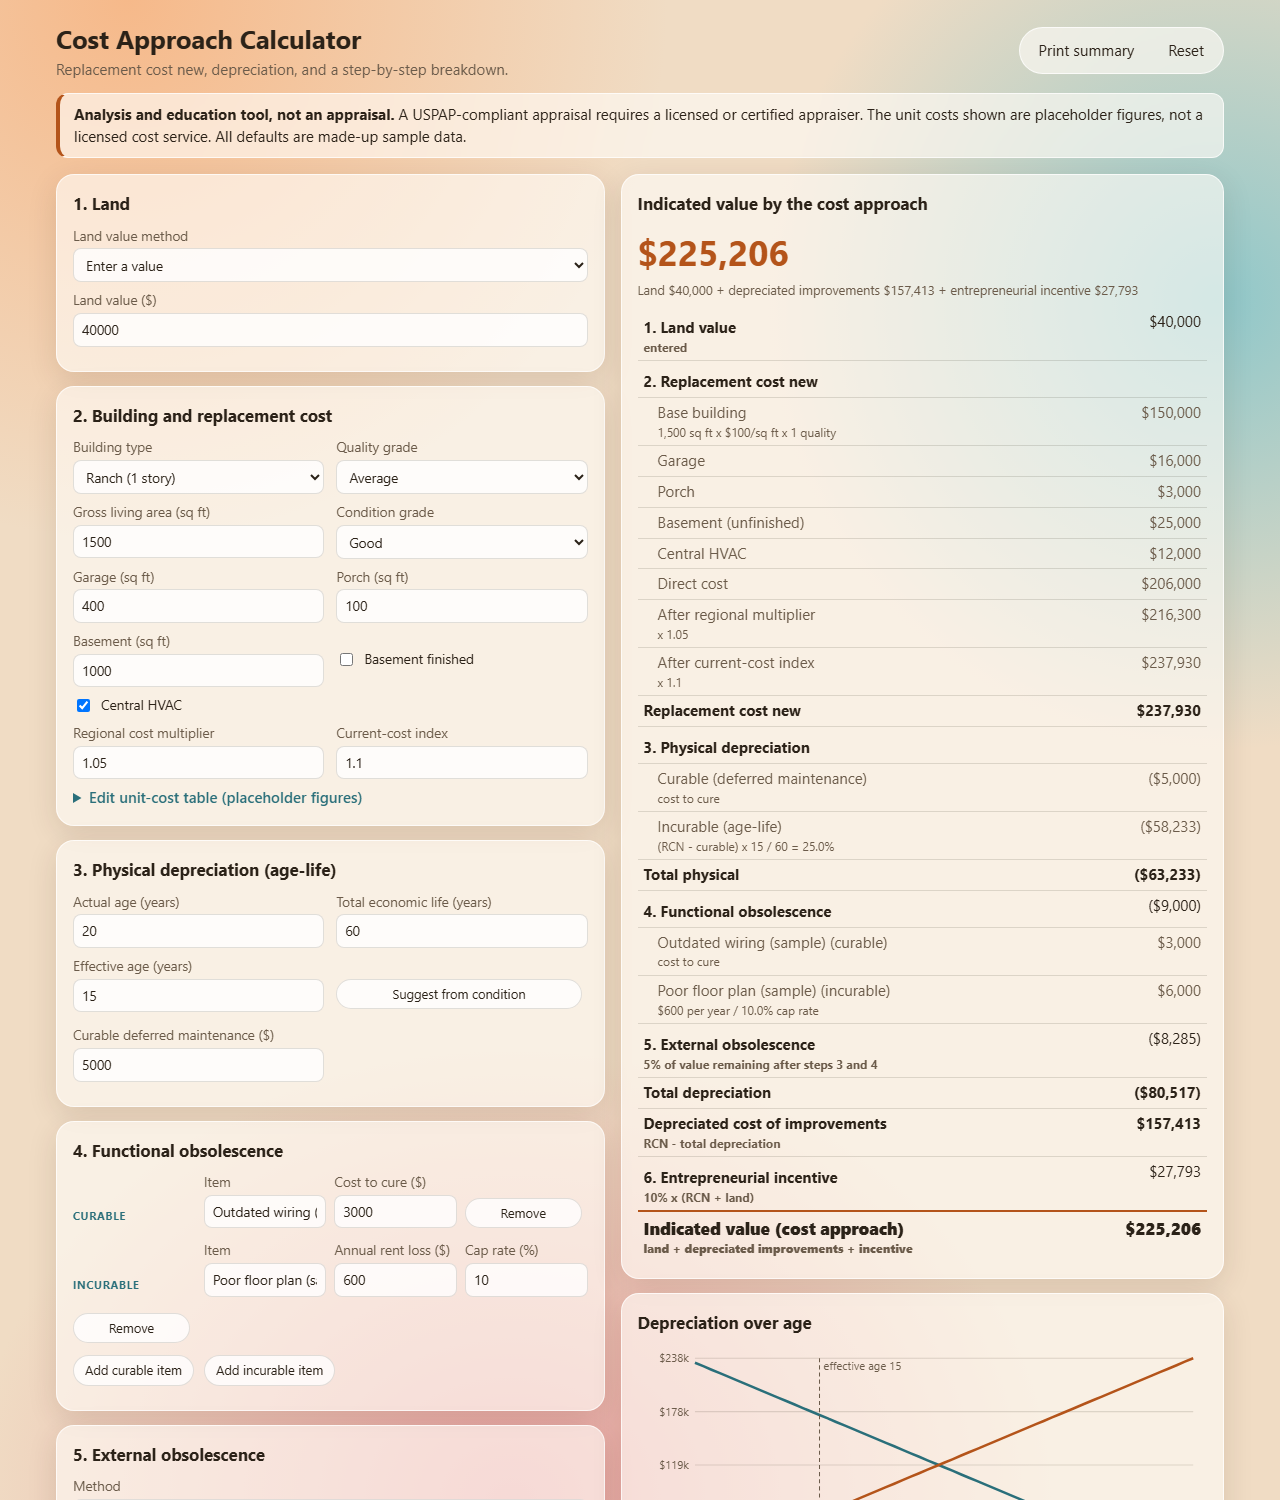 Cost Approach Calculator
Replacement cost new, depreciation, and a step-by-step breakdown.
Print summary
Reset
Analysis and education tool, not an appraisal. A USPAP-compliant appraisal requires a licensed or certified appraiser. The unit costs shown are placeholder figures, not a
licensed cost service. All defaults are made-up sample data.
1. Land
Land value method
Enter a value
Land value ($)
40000
2. Building and replacement cost
Building type
Quality grade
Ranch (1 story)
Average
Gross living area (sq ft)
Condition grade
1500
Good
Garage (sq ft)
Porch (sq ft)
400
100
Basement (sq ft)
1000
Basement finished
Central HVAC
Regional cost multiplier
Current-cost index
1.05
1.1
Edit unit-cost table (placeholder figures)
3. Physical depreciation (age-life)
Actual age (years)
Total economic life (years)
20
60
Effective age (years)
15
Suggest from condition
Curable deferred maintenance ($)
5000
4. Functional obsolescence
Item
Cost to cure ($)
CURABLE
Outdated wiring (
3000
Remove
Item
Annual rent loss ($)
Cap rate (%)
INCURABLE
Poor floor plan (sa
600
10
Remove
Add curable item
Add incurable item
5. External obsolescence
Method
Indicated value by the cost approach
$225,206
Land $40,000 + depreciated improvements $157,413 + entrepreneurial incentive $27,793
1. Land value $40,000
entered
2. Replacement cost new
Base building $150,000
1,500 sq ft x $100/sq ft x 1 quality
Garage $16,000
Porch $3,000
Basement (unfinished) $25,000
Central HVAC $12,000
Direct cost $206,000
After regional multiplier $216,300
x 1.05
After current-cost index $237,930
x 1.1
Replacement cost new $237,930
3. Physical depreciation
Curable (deferred maintenance) ($5,000)
cost to cure
Incurable (age-life) ($58,233)
(RCN - curable) x 15 / 60 = 25.0%
Total physical ($63,233)
4. Functional obsolescence ($9,000)
Outdated wiring (sample) (curable) $3,000
cost to cure
Poor floor plan (sample) (incurable) $6,000
$600 per year / 10.0% cap rate
5. External obsolescence ($8,285)
5% of value remaining after steps 3 and 4
Total depreciation ($80,517)
Depreciated cost of improvements $157,413
RCN - total depreciation
6. Entrepreneurial incentive $27,793
10% x (RCN + land)
Indicated value (cost approach) $225,206
land + depreciated improvements + incentive
Depreciation over age
$238k
effective age 15
$178k
$119k